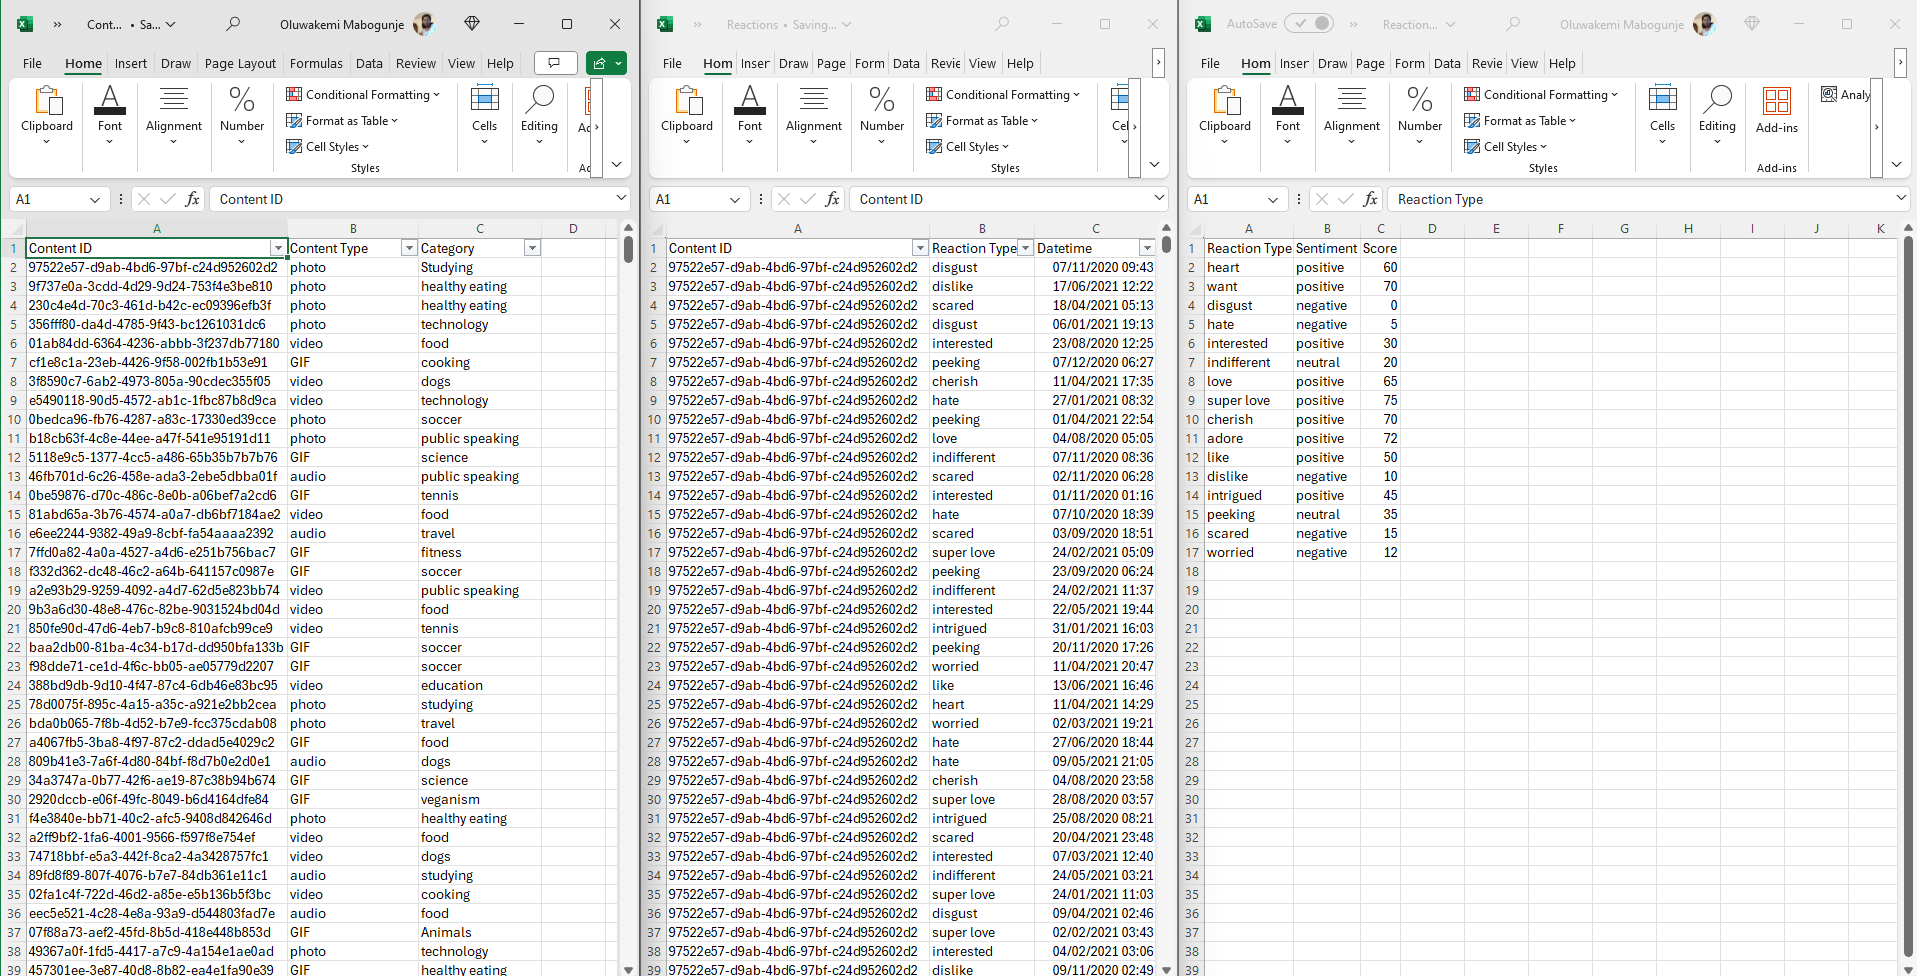 Cont... • Sa...
Oluwakemi Mabogunje
File Home Insert Draw Page Layout Formulas Data Review View Help
Clipboard Font Alignment Number Conditional Formatting Format as Table Cell Styles Styles Cells Editing
A1 fx Content ID
A B C D
1 Content ID Content Type Category
2 97522e57-d9ab-4bd6-97bf-c24d952602d2 photo Studying
3 9f737e0a-3cdd-4d29-9d24-753f4e3be810 photo healthy eating
4 230c4e4d-70c3-461d-b42c-ec09396efb3f photo healthy eating
5 356fff80-da4d-4785-9f43-bc1261031dc6 photo technology
6 01ab84dd-6364-4236-abbb-3f237db77180 video food
7 cf1e8c1a-23eb-4426-9f58-002fb1b53e91 GIF cooking
8 3f8590c7-6ab2-4973-805a-90cdec355f05 video dogs
9 e5490118-90d5-4572-ab1c-1fbc87b8d9ca video technology
10 0bedca96-fb76-4287-a83c-17330ed39cce photo soccer
11 b18cb63f-4c8e-44ee-a47f-541e95191d11 photo public speaking
12 5118e9c5-1377-4cc5-a486-65b35b7b7b76 GIF science
13 46fb701d-6c26-458e-ada3-2ebe5dbba01f audio public speaking
14 0be59876-d70c-486c-8e0b-a06bef7a2cd6 GIF tennis
15 81abd65a-3b76-4574-a0a7-db6bf7184ae2 video food
16 e6ee2244-9382-49a9-8cbf-fa54aaaa2392 audio travel
17 7ffd0a82-4a0a-4527-a4d6-e251b756bac7 GIF fitness
18 f332d362-dc48-46c2-a64b-641157c0987e GIF soccer
19 a2e93b29-9259-4092-a4d7-62d5e823bb74 video public speaking
20 9b3a6d30-48e8-476c-82be-9031524bd04d video food
21 850fe90d-47d6-4eb7-b9c8-810afcb99ce9 video tennis
22 baa2db00-81ba-4c34-b17d-dd950bfa133b GIF soccer
23 f98dde71-ce1d-4f6c-bb05-ae05779d2207 GIF soccer
24 388bd9db-9d10-4f47-87c4-6db46e83bc95 video education
25 78d0075f-895c-4a15-a35c-a921e2bb2cea photo studying
26 bda0b065-7f8b-4d52-b7e9-fcc375cdab08 photo travel
27 a4067fb5-3ba8-4f97-87c2-ddad5e4029c2 GIF food
28 809b41e3-7a6f-4d80-84bf-f8d7b0e2d0e1 audio dogs
29 34a3747a-0b77-42f6-ae19-87c38b94b674 GIF science
30 2920dccb-e06f-49fc-8049-b6d4164dfe84 GIF veganism
31 f4e3840e-bb71-40c2-afc5-9408d842646d photo healthy eating
32 a2ff9bf2-1fa6-4001-9566-f597f8e754ef video food
33 74718bbf-e5a3-442f-8ca2-4a3428757fc1 video dogs
34 89fd8f89-807f-4076-b7e7-84db361e11c1 audio studying
35 02fa1c4f-722d-46d2-a85e-e5b136b5f3bc video cooking
36 eec5e521-4c28-4e8a-93a9-d544803fad7e audio food
37 07f88a73-aef2-45fd-8b5d-418e448b853d GIF Animals
38 49367a0f-1fd5-4417-a7c9-4a154e1ae0ad photo technology
39 457301ee-3e87-40d8-8b82-ea4e1fa90e39 GIF healthy eating
Reactions • Saving...
File Hom Inser Draw Page Form Data Revie View Help
Clipboard Font Alignment Number Conditional Formatting Format as Table Cell Styles Styles Cel
A1 fx Content ID
A B C
1 Content ID Reaction Type Datetime
2 97522e57-d9ab-4bd6-97bf-c24d952602d2 disgust 07/11/2020 09:43
3 97522e57-d9ab-4bd6-97bf-c24d952602d2 dislike 17/06/2021 12:22
4 97522e57-d9ab-4bd6-97bf-c24d952602d2 scared 18/04/2021 05:13
5 97522e57-d9ab-4bd6-97bf-c24d952602d2 disgust 06/01/2021 19:13
6 97522e57-d9ab-4bd6-97bf-c24d952602d2 interested 23/08/2020 12:25
7 97522e57-d9ab-4bd6-97bf-c24d952602d2 peeking 07/12/2020 06:27
8 97522e57-d9ab-4bd6-97bf-c24d952602d2 cherish 11/04/2021 17:35
9 97522e57-d9ab-4bd6-97bf-c24d952602d2 hate 27/01/2021 08:32
10 97522e57-d9ab-4bd6-97bf-c24d952602d2 peeking 01/04/2021 22:54
11 97522e57-d9ab-4bd6-97bf-c24d952602d2 love 04/08/2020 05:05
12 97522e57-d9ab-4bd6-97bf-c24d952602d2 indifferent 07/11/2020 08:36
13 97522e57-d9ab-4bd6-97bf-c24d952602d2 scared 02/11/2020 06:28
14 97522e57-d9ab-4bd6-97bf-c24d952602d2 interested 01/11/2020 01:16
15 97522e57-d9ab-4bd6-97bf-c24d952602d2 hate 07/10/2020 18:39
16 97522e57-d9ab-4bd6-97bf-c24d952602d2 scared 03/09/2020 18:51
17 97522e57-d9ab-4bd6-97bf-c24d952602d2 super love 24/02/2021 05:09
18 97522e57-d9ab-4bd6-97bf-c24d952602d2 peeking 23/09/2020 06:24
19 97522e57-d9ab-4bd6-97bf-c24d952602d2 indifferent 24/02/2021 11:37
20 97522e57-d9ab-4bd6-97bf-c24d952602d2 interested 22/05/2021 19:44
21 97522e57-d9ab-4bd6-97bf-c24d952602d2 intrigued 31/01/2021 16:03
22 97522e57-d9ab-4bd6-97bf-c24d952602d2 peeking 20/11/2020 17:26
23 97522e57-d9ab-4bd6-97bf-c24d952602d2 worried 11/04/2021 20:47
24 97522e57-d9ab-4bd6-97bf-c24d952602d2 like 13/06/2021 16:46
25 97522e57-d9ab-4bd6-97bf-c24d952602d2 heart 11/04/2021 14:29
26 97522e57-d9ab-4bd6-97bf-c24d952602d2 worried 02/03/2021 19:21
27 97522e57-d9ab-4bd6-97bf-c24d952602d2 hate 27/06/2020 18:44
28 97522e57-d9ab-4bd6-97bf-c24d952602d2 hate 09/05/2021 21:05
29 97522e57-d9ab-4bd6-97bf-c24d952602d2 cherish 04/08/2020 23:58
30 97522e57-d9ab-4bd6-97bf-c24d952602d2 super love 28/08/2020 03:57
31 97522e57-d9ab-4bd6-97bf-c24d952602d2 intrigued 25/08/2020 08:21
32 97522e57-d9ab-4bd6-97bf-c24d952602d2 scared 20/04/2021 23:48
33 97522e57-d9ab-4bd6-97bf-c24d952602d2 interested 07/03/2021 12:40
34 97522e57-d9ab-4bd6-97bf-c24d952602d2 indifferent 24/05/2021 03:21
35 97522e57-d9ab-4bd6-97bf-c24d952602d2 super love 24/01/2021 11:03
36 97522e57-d9ab-4bd6-97bf-c24d952602d2 disgust 09/04/2021 02:46
37 97522e57-d9ab-4bd6-97bf-c24d952602d2 super love 02/02/2021 03:43
38 97522e57-d9ab-4bd6-97bf-c24d952602d2 interested 04/02/2021 03:06
39 97522e57-d9ab-4bd6-97bf-c24d952602d2 dislike 09/11/2020 02:49
AutoSave Reaction...
Oluwakemi Mabogunje
File Hom Inser Draw Page Form Data Revie View Help
Clipboard Font Alignment Number Conditional Formatting Format as Table Cell Styles Styles Cells Editing Add-ins Add-ins Analy
A1 fx Reaction Type
A B C D E F G H I J K
1 Reaction Type Sentiment Score
2 heart positive 60
3 want positive 70
4 disgust negative 0
5 hate negative 5
6 interested positive 30
7 indifferent neutral 20
8 love positive 65
9 super love positive 75
10 cherish positive 70
11 adore positive 72
12 like positive 50
13 dislike negative 10
14 intrigued positive 45
15 peeking neutral 35
16 scared negative 15
17 worried negative 12
18
19
20
21
22
23
24
25
26
27
28
29
30
31
32
33
34
35
36
37
38
39